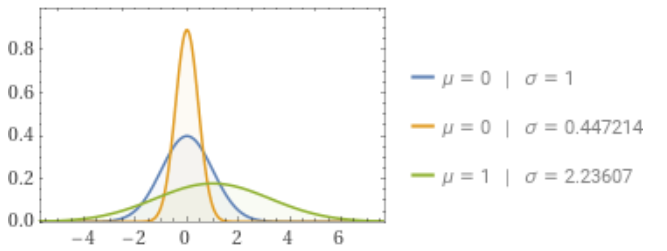 0.8
0.6
0.4
0.2
0.0
−4 −2 0 2 4 6
μ = 0 | σ = 1
μ = 0 | σ = 0.447214
μ = 1 | σ = 2.23607